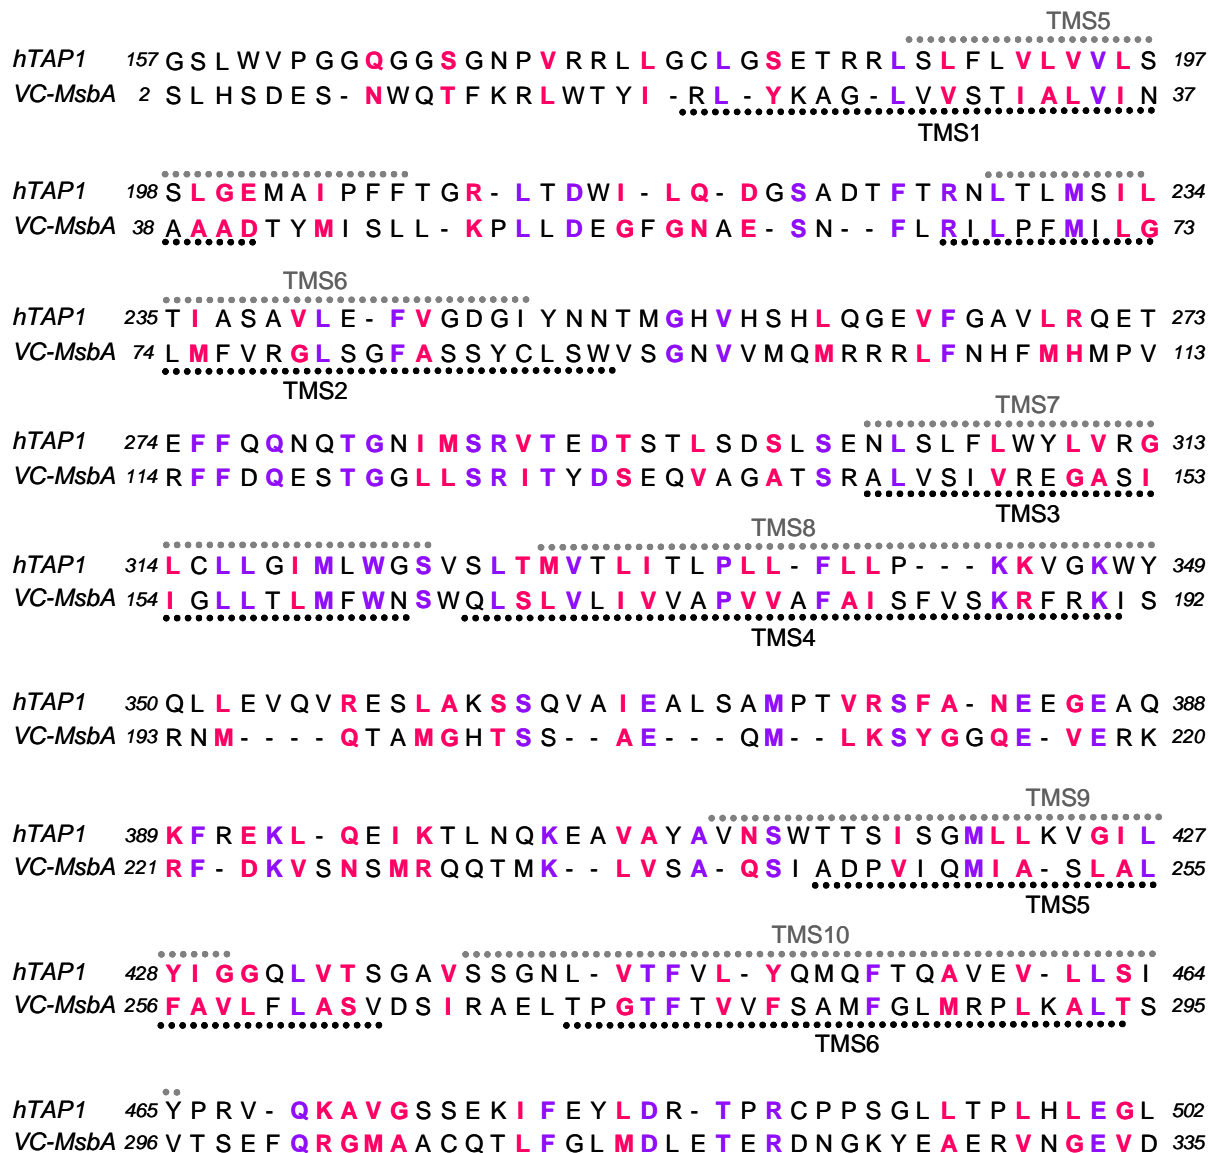 TMS5
hTAP1 157 G S L W V P G G Q G G S G N P V R R L L G C L G S E T R R L S L F L V L V V L S 197
VC-MsbA 2 S L H S D E S - N W Q T F K R L W T Y I - R L - Y K A G - L V V S T I A L V I N 37
TMS1
hTAP1 198 S L G E M A I P F F T G R - L T D W I - L Q - D G S A D T F T R N L T L M S I L 234
VC-MsbA 38 A A A D T Y M I S L L - K P L L D E G F G N A E - S N - - F L R I L P F M I L G 73
TMS6
hTAP1 235 T I A S A V L E - F V G D G I Y N N T M G H V H S H L Q G E V F G A V L R Q E T 273
VC-MsbA 74 L M F V R G L S G F A S S Y C L S W V S G N V V M Q M R R R L F N H F M H M P V 113
TMS2
TMS7
hTAP1 274 E F F Q Q N Q T G N I M S R V T E D T S T L S D S L S E N L S L F L W Y L V R G 313
VC-MsbA 114 R F F D Q E S T G G L L S R I T Y D S E Q V A G A T S R A L V S I V R E G A S I 153
TMS3
TMS8
hTAP1 314 L C L L G I M L W G S V S L T M V T L I T L P L L - F L L P - - - K K V G K W Y 349
VC-MsbA 154 I G L L T L M F W N S W Q L S L V L I V V A P V V A F A I S F V S K R F R K I S 192
TMS4
hTAP1 350 Q L L E V Q V R E S L A K S S Q V A I E A L S A M P T V R S F A - N E E G E A Q 388
VC-MsbA 193 R N M - - - - Q T A M G H T S S - - A E - - - Q M - - L K S Y G G Q E - V E R K 220
TMS9
hTAP1 389 K F R E K L - Q E I K T L N Q K E A V A Y A V N S W T T S I S G M L L K V G I L 427
VC-MsbA 221 R F - D K V S N S M R Q Q T M K - - L V S A - Q S I A D P V I Q M I A - S L A L 255
TMS5
TMS10
hTAP1 428 Y I G G Q L V T S G A V S S G N L - V T F V L - Y Q M Q F T Q A V E V - L L S I 464
VC-MsbA 256 F A V L F L A S V D S I R A E L T P G T F T V V F S A M F G L M R P L K A L T S 295
TMS6
hTAP1 465 Y P R V - Q K A V G S S E K I F E Y L D R - T P R C P P S G L L T P L H L E G L 502
VC-MsbA 296 V T S E F Q R G M A A C Q T L F G L M D L E T E R D N G K Y E A E R V N G E V D 335